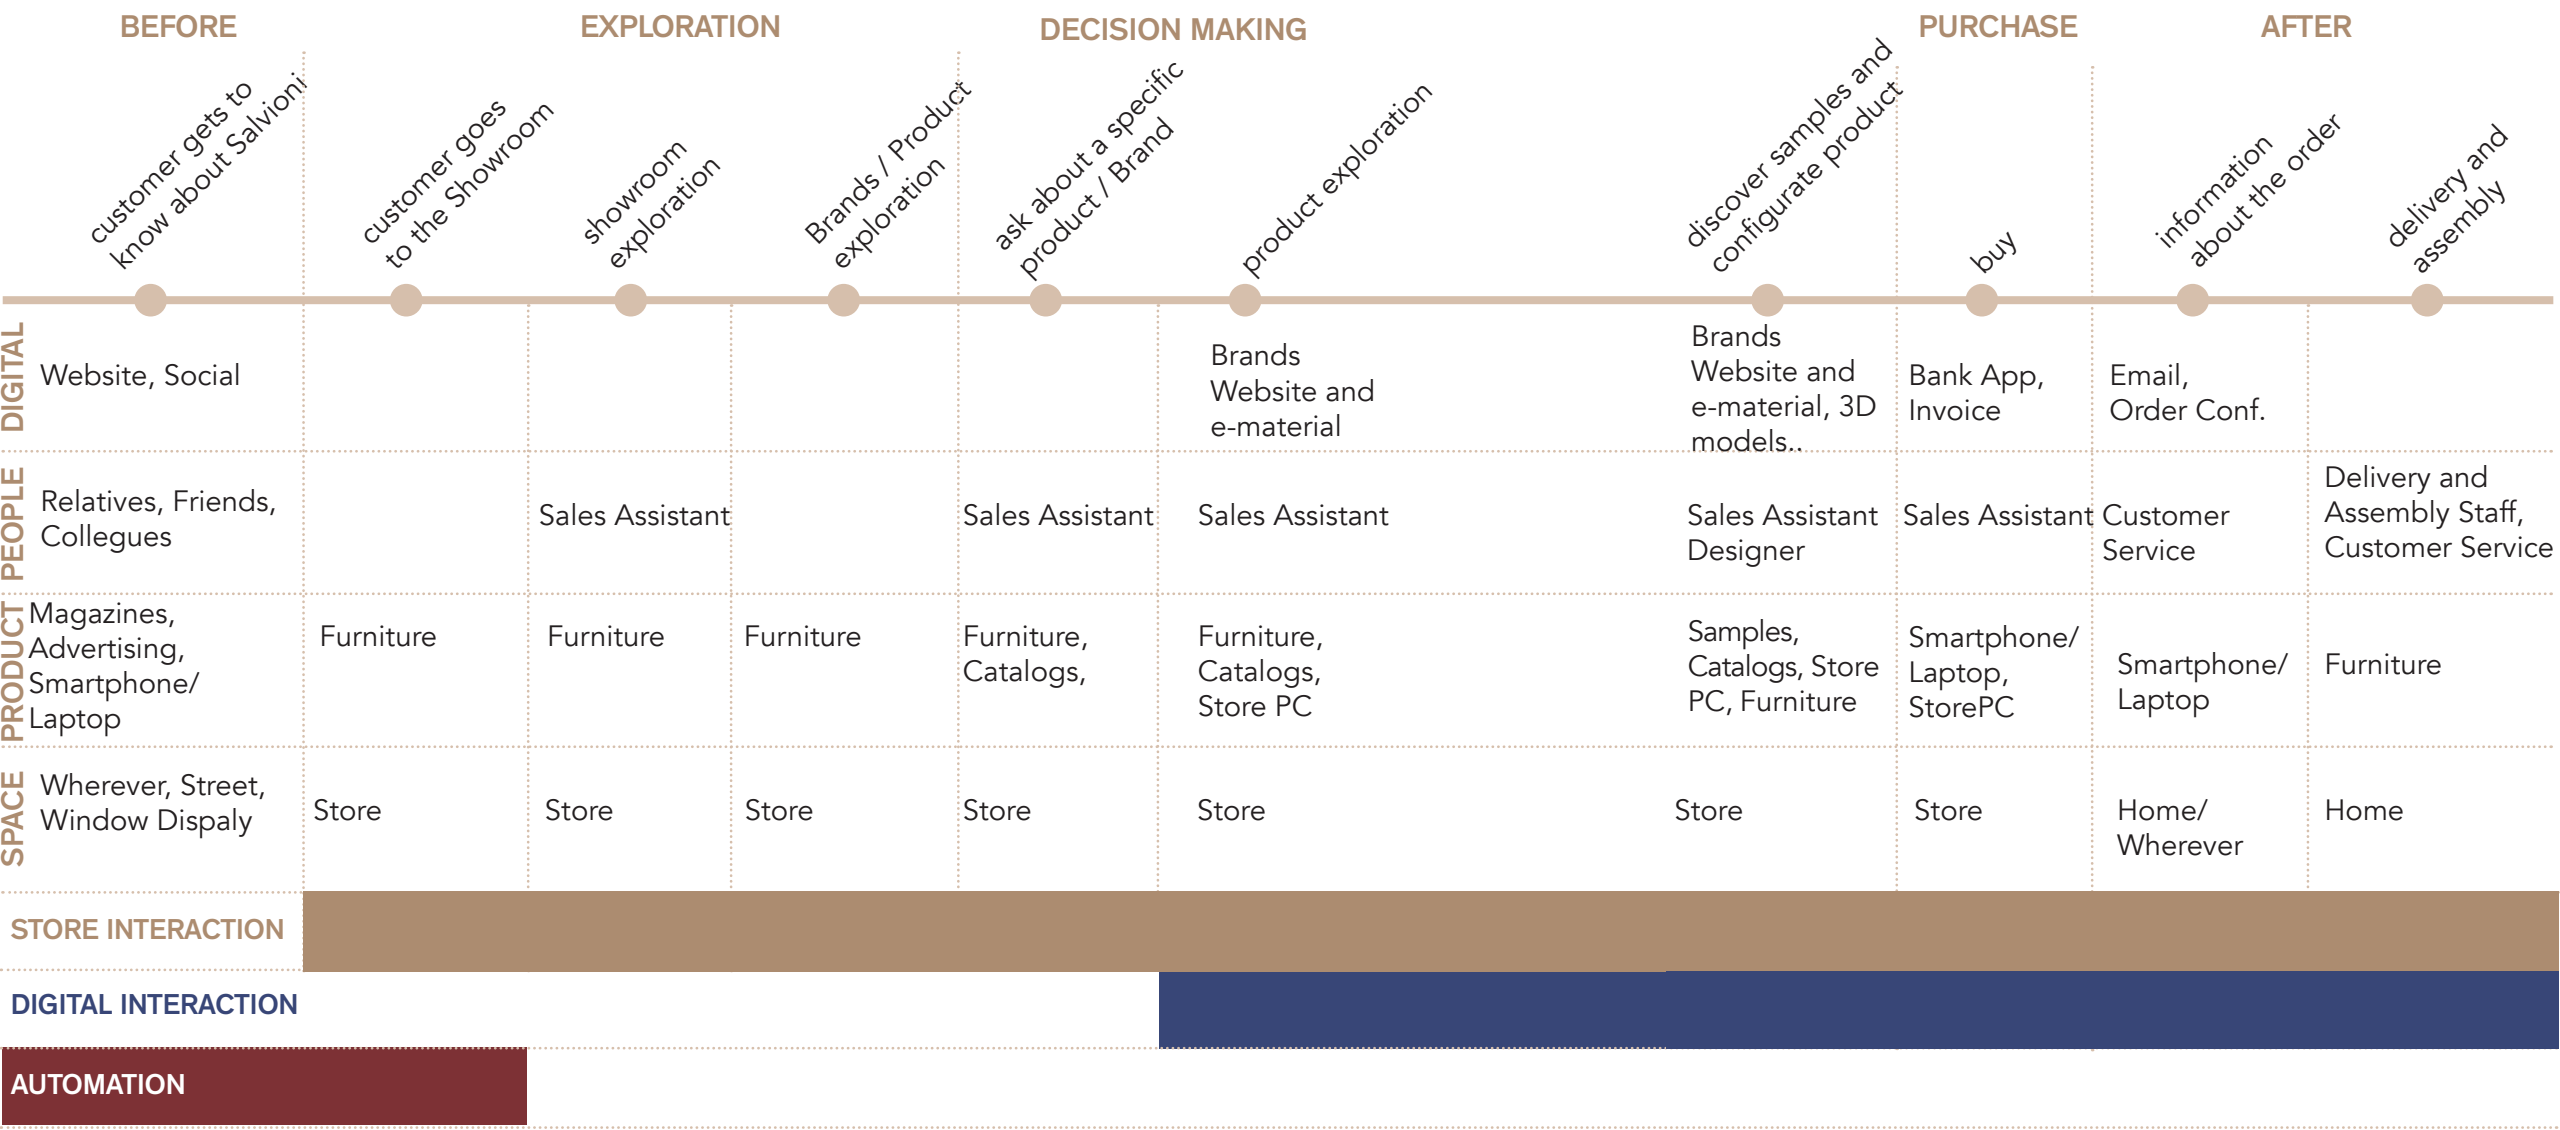 BEFORE
EXPLORATION
DECISION MAKING
PURCHASE
AFTER
customer gets to
know about Salvioni
customer goes
to the Showroom
showroom
exploration
Brands / Product
exploration
ask about a specific
product / Brand
product exploration
discover samples and
configurate product
buy
information
about the order
delivery and
assembly
DIGITAL
Website, Social
Brands
Website and
e-material
Brands
Website and
e-material, 3D
models..
Bank App,
Invoice
Email,
Order Conf.
PEOPLE
Relatives, Friends,
Collegues
Sales Assistant
Sales Assistant
Sales Assistant
Sales Assistant
Designer
Sales Assistant
Customer
Service
Delivery and
Assembly Staff,
Customer Service
PRODUCT
Magazines,
Advertising,
Smartphone/
Laptop
Furniture
Furniture
Furniture
Furniture,
Catalogs,
Furniture,
Catalogs,
Store PC
Samples,
Catalogs, Store
PC, Furniture
Smartphone/
Laptop,
StorePC
Smartphone/
Laptop
Furniture
SPACE
Wherever, Street,
Window Dispaly
Store
Store
Store
Store
Store
Store
Store
Home/
Wherever
Home
STORE INTERACTION
DIGITAL INTERACTION
AUTOMATION